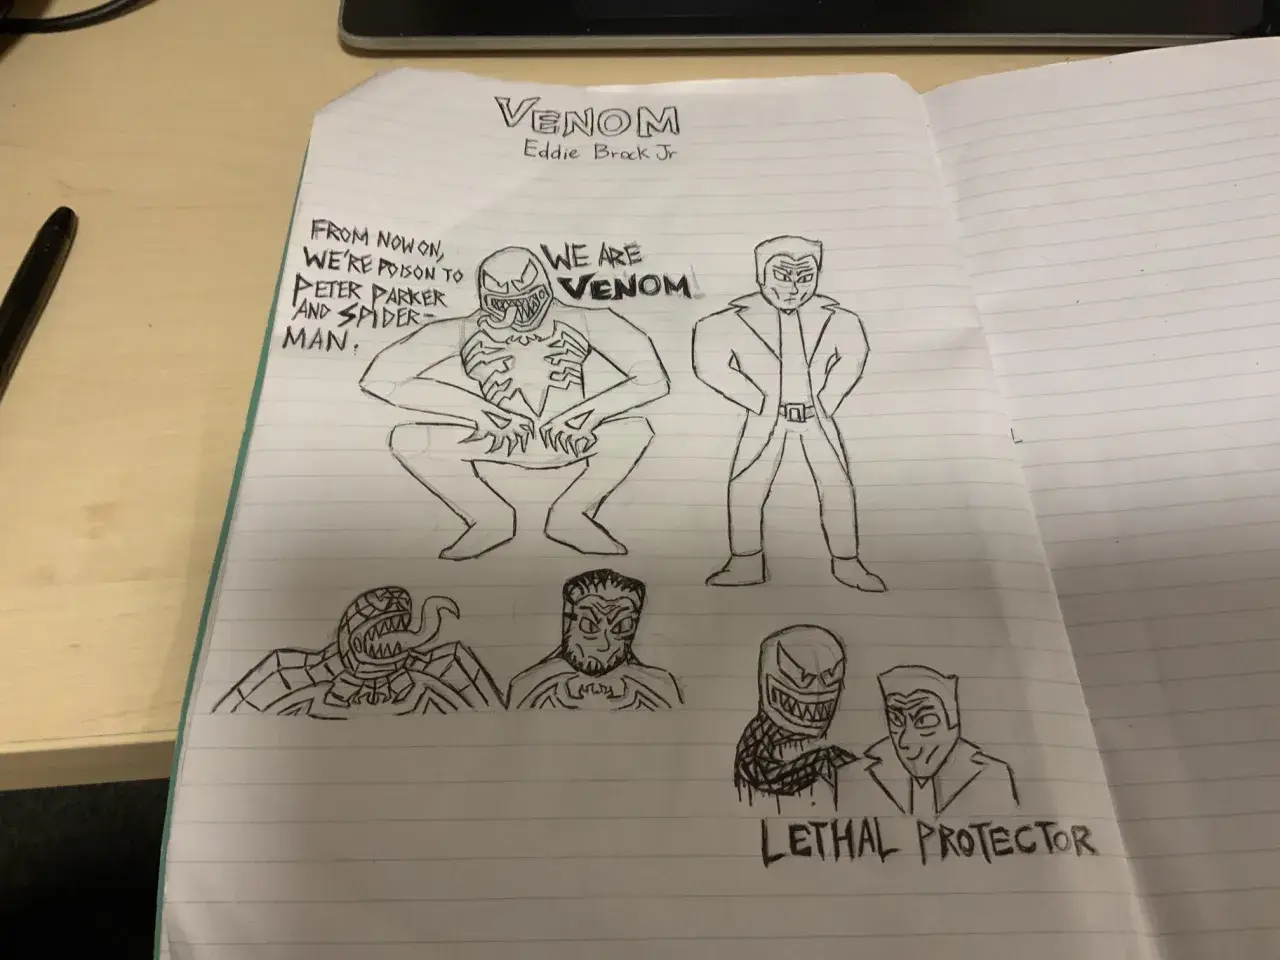 VENOM
Eddie Brock Jr
FROM NOW ON,
WE'RE POISON TO
PETER PARKER
AND SPIDER-
MAN.
WE ARE
VENOM!
LETHAL PROTECTOR